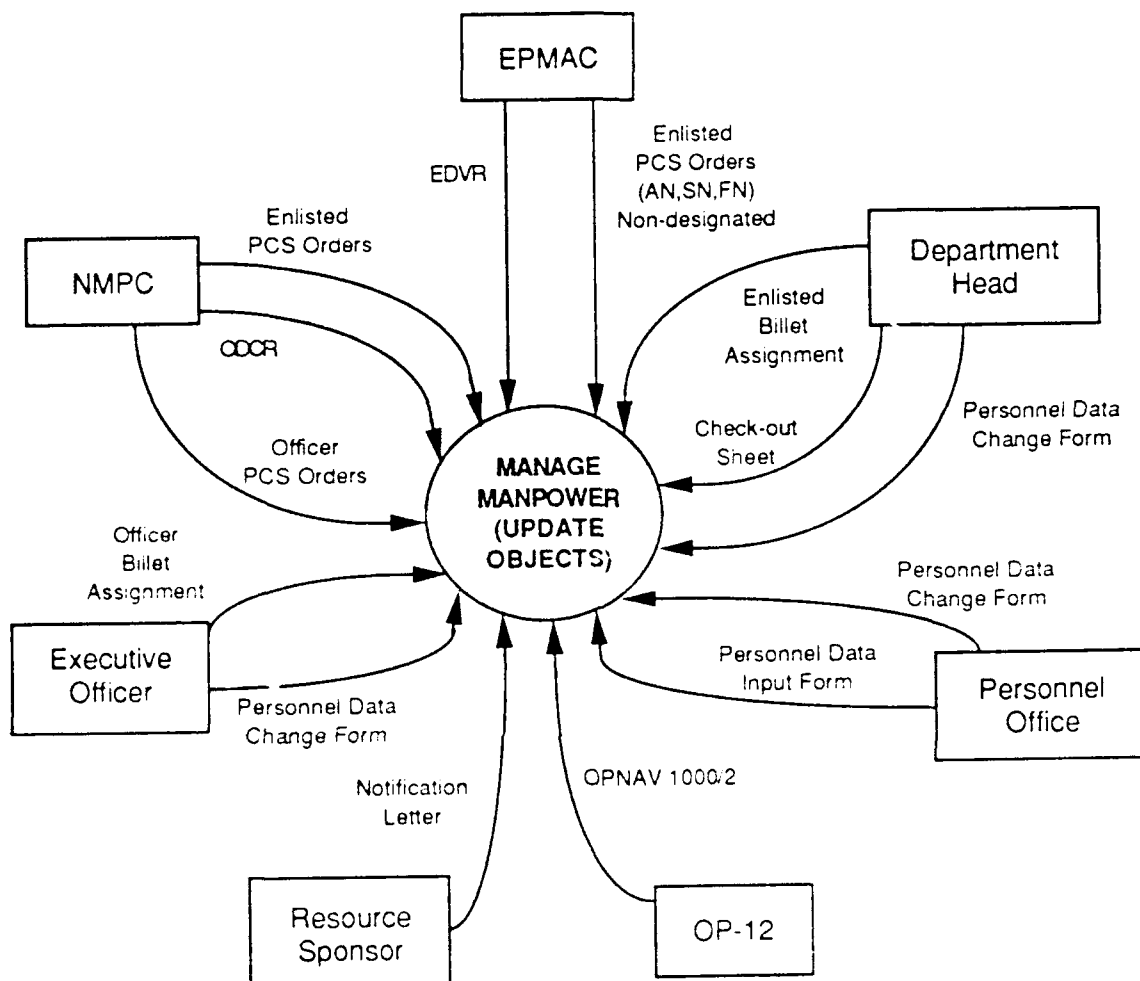 EPMAC
EDVR
Enlisted
PCS Orders
(AN,SN,FN)
Non-designated
Enlisted
PCS Orders
NMPC
ODCR
Officer
PCS Orders
Department
Head
Enlisted
Billet
Assignment
Check-out
Sheet
Personnel Data
Change Form
MANAGE
MANPOWER
(UPDATE
OBJECTS)
Officer
Billet
Assignment
Executive
Officer
Personnel Data
Change Form
Personnel Data
Change Form
Personnel Data
Input Form
Personnel
Office
Notification
Letter
OPNAV 1000/2
Resource
Sponsor
OP-12